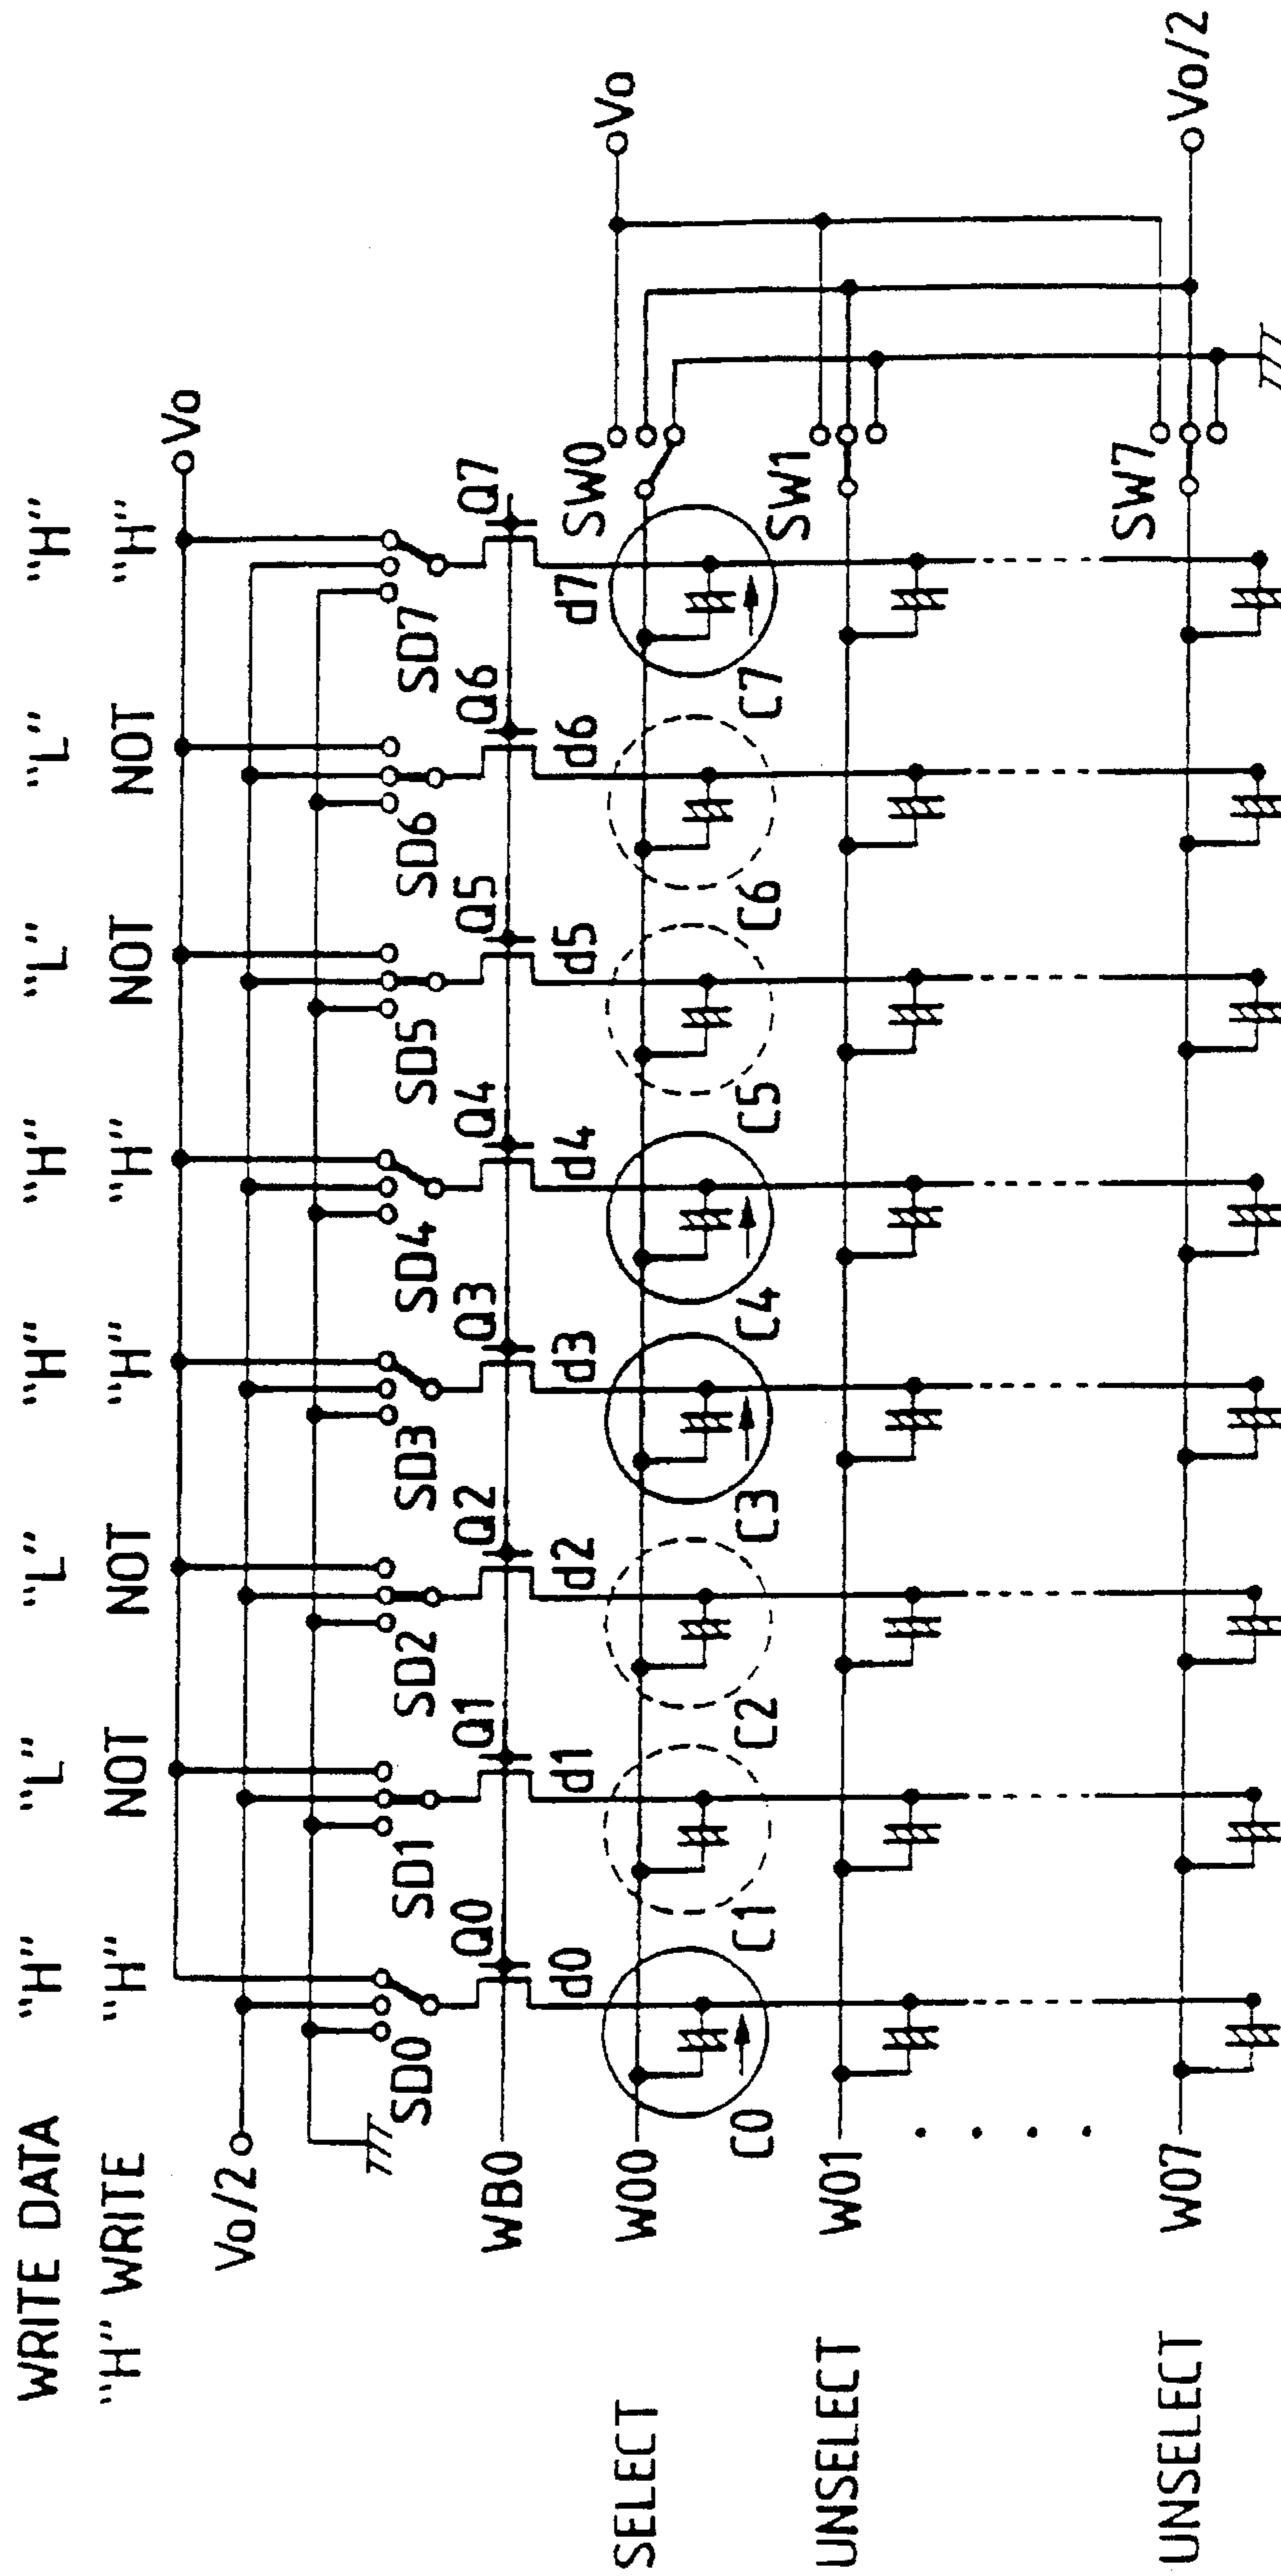 WRITE DATA "H" "L" "L" "H" "H" "L" "L" "H"
"H" WRITE "H" NOT NOT "H" "H" NOT NOT "H"
Vo
Vo/2
SD0 SD1 SD2 SD3 SD4 SD5 SD6 SD7
Q0 Q1 Q2 Q3 Q4 Q5 Q6 Q7
WB0
d0 d1 d2 d3 d4 d5 d6 d7
SW0
Vo
SELECT W00
C0 C1 C2 C3 C4 C5 C6 C7
SW1
UNSELECT W01
SW7
UNSELECT W07
Vo/2